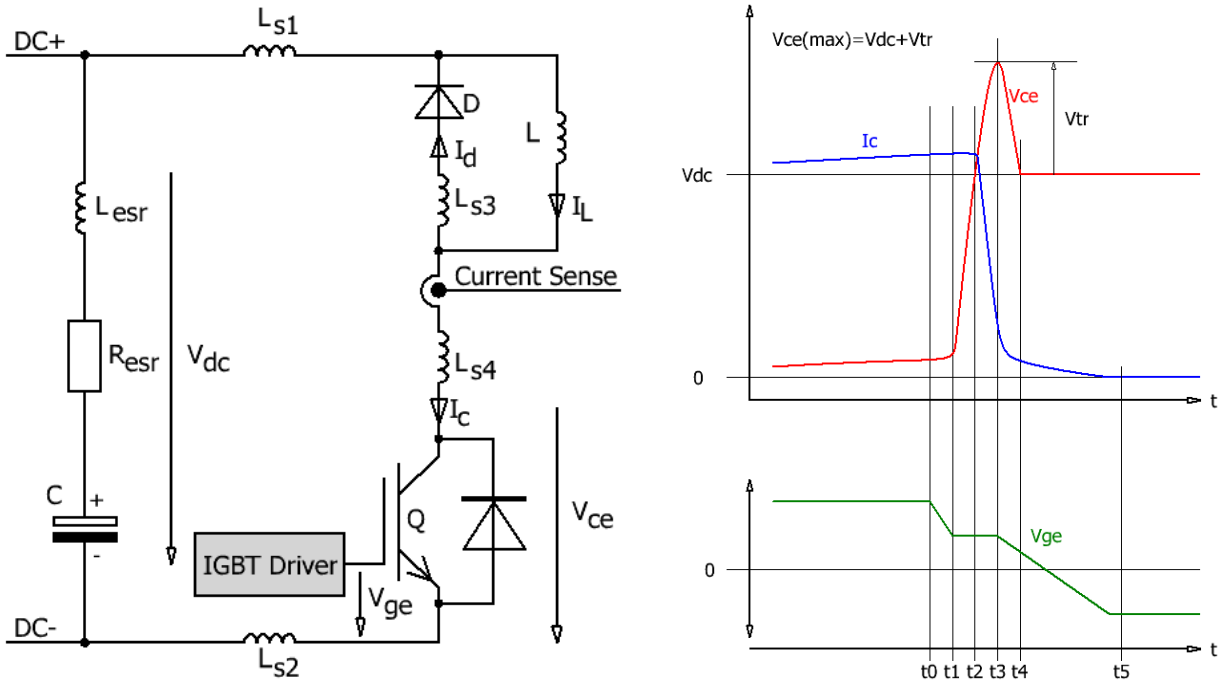 Ls1
DC+
D
L
Id
Lesr
Ls3
IL
Current Sense
Resr
Vdc
Ls4
Ic
C
+
-
Q
Vce
IGBT Driver
Vge
DC-
Ls2
Vce(max)=Vdc+Vtr
Vce
Vtr
Ic
Vdc
0
t
Vge
0
t
t0 t1 t2 t3 t4 t5